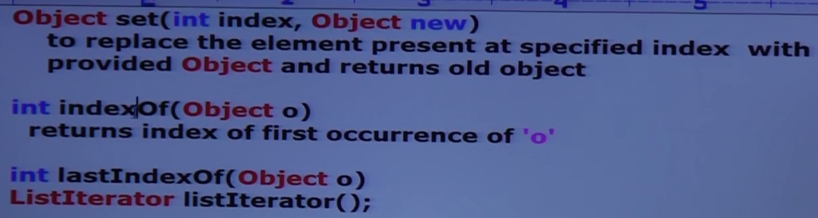 Object set(int index, Object new)
to replace the element present at specified index with
provided Object and returns old object
int indexOf(Object o)
returns index of first occurrence of 'o'
int lastIndexOf(Object o)
ListIterator listIterator();